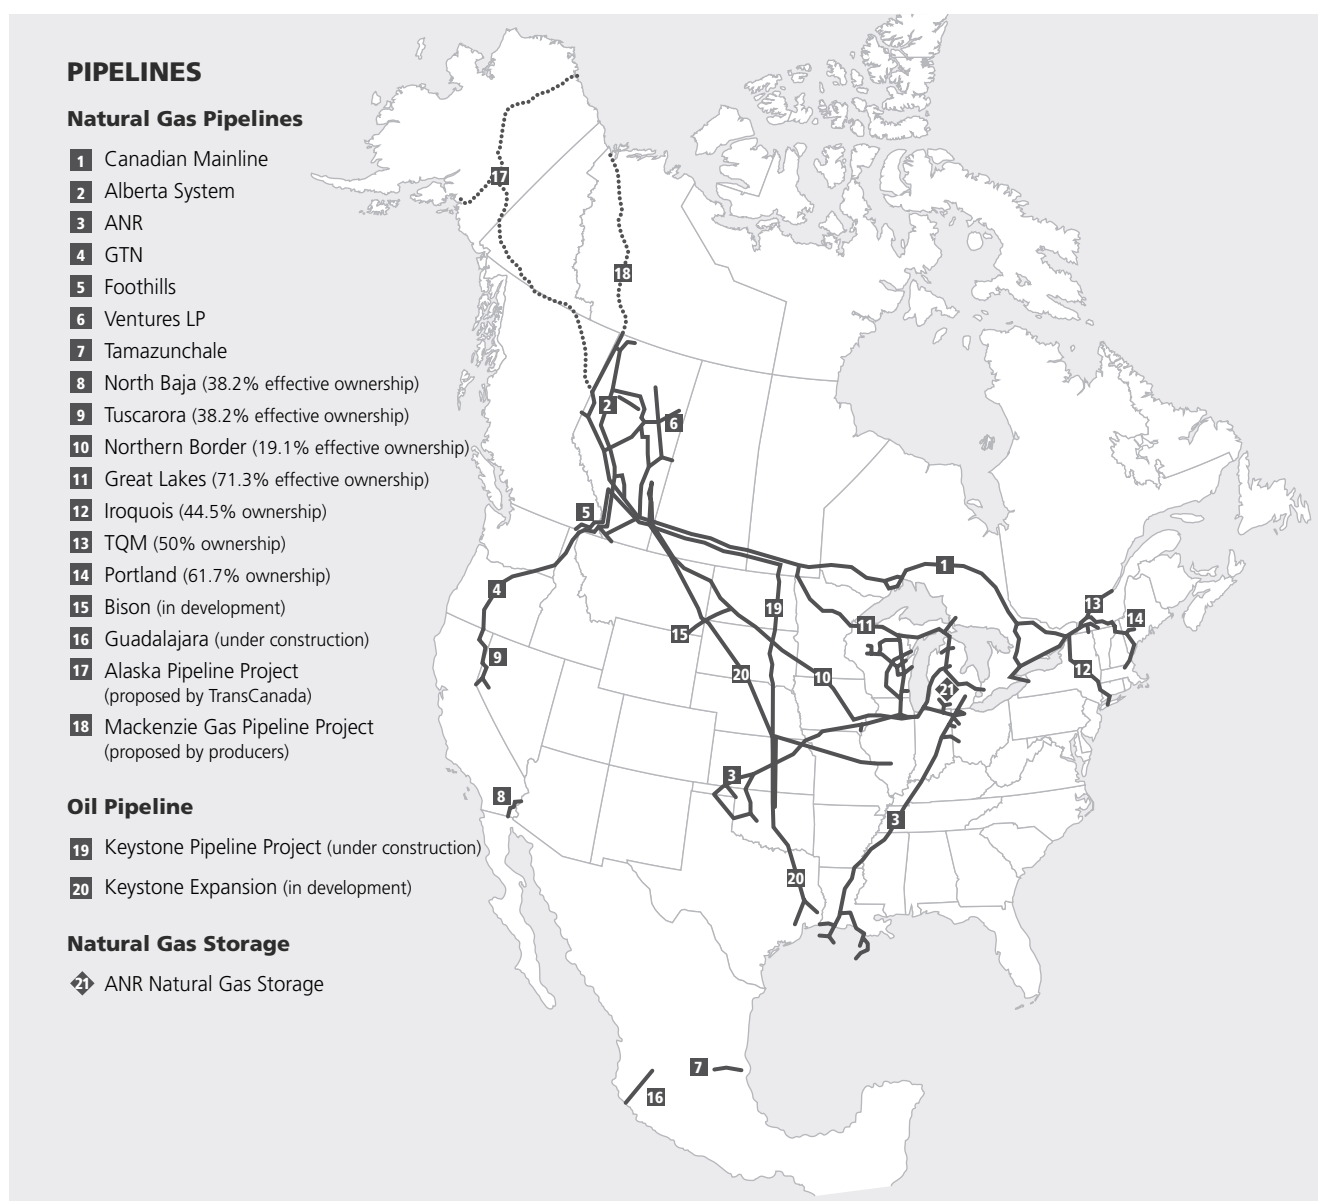 PIPELINES
Natural Gas Pipelines
1 Canadian Mainline
2 Alberta System
3 ANR
4 GTN
5 Foothills
6 Ventures LP
7 Tamazunchale
8 North Baja (38.2% effective ownership)
9 Tuscarora (38.2% effective ownership)
10 Northern Border (19.1% effective ownership)
11 Great Lakes (71.3% effective ownership)
12 Iroquois (44.5% ownership)
13 TQM (50% ownership)
14 Portland (61.7% ownership)
15 Bison (in development)
16 Guadalajara (under construction)
17 Alaska Pipeline Project
(proposed by TransCanada)
18 Mackenzie Gas Pipeline Project
(proposed by producers)
Oil Pipeline
19 Keystone Pipeline Project (under construction)
20 Keystone Expansion (in development)
Natural Gas Storage
21 ANR Natural Gas Storage
17
18
2
6
5
1
4
19
13
14
11
15
9
12
20
10
21
3
8
3
20
7
16